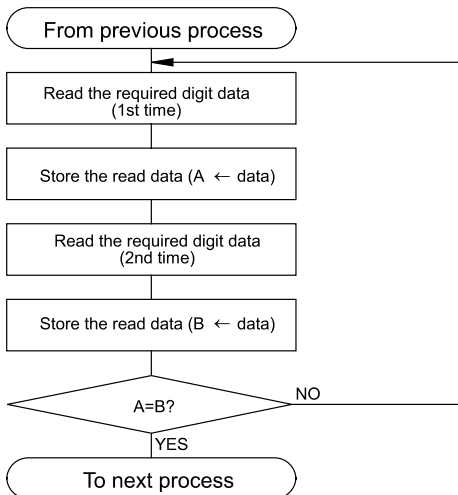 From previous process
Read the required digit data
(1st time)
Store the read data (A ← data)
Read the required digit data
(2nd time)
Store the read data (B ← data)
A=B?
NO
YES
To next process